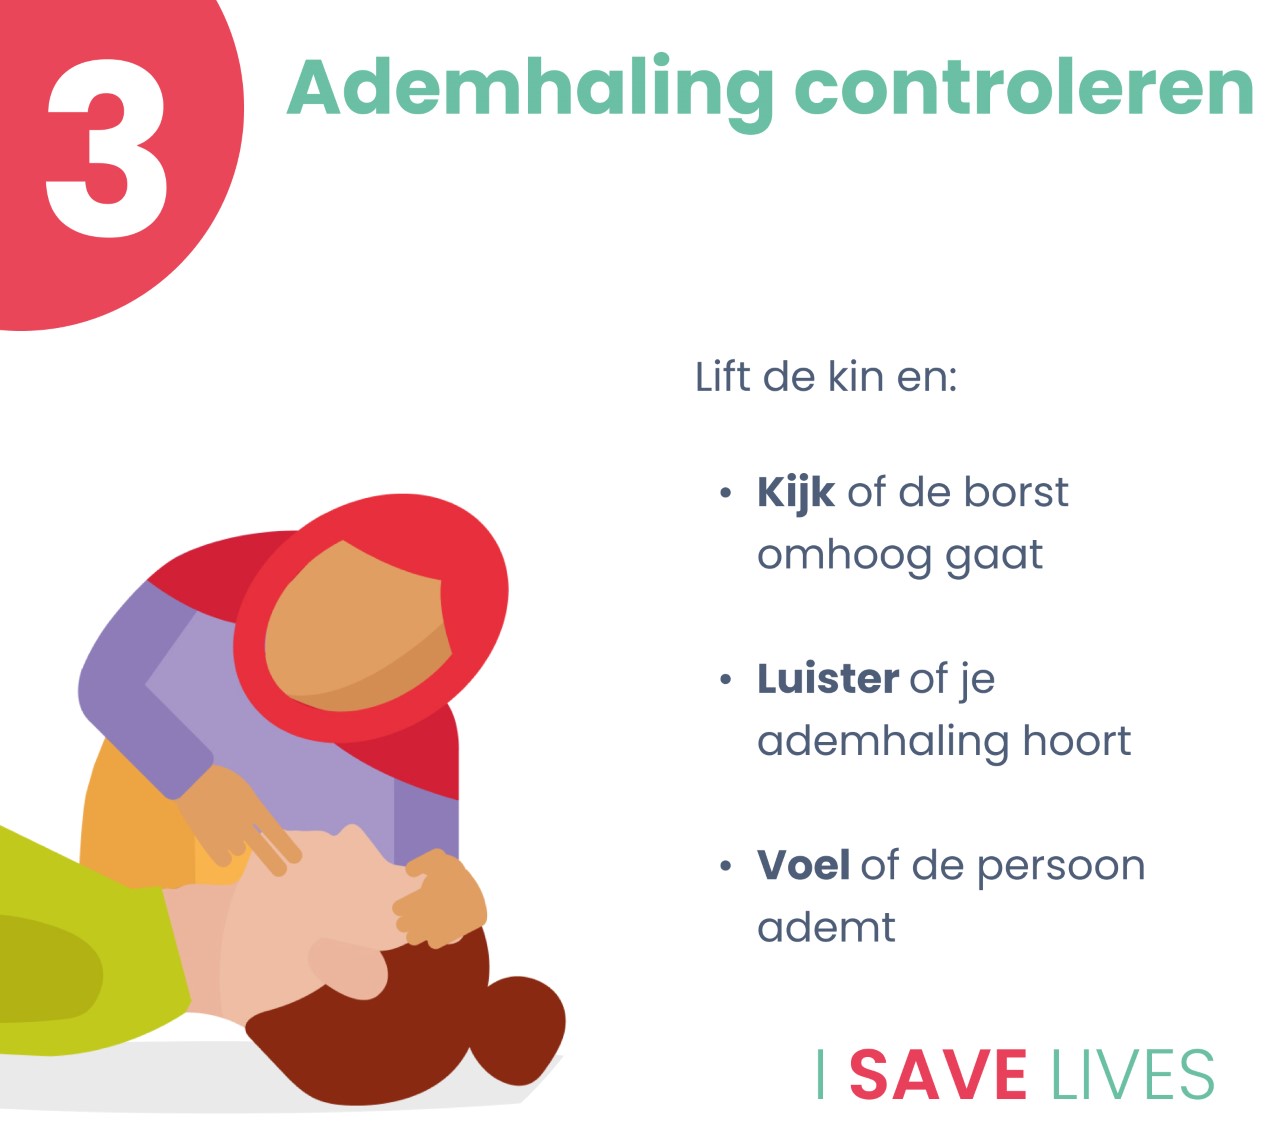 3
Ademhaling controleren
Lift de kin en:
• Kijk of de borst
omhoog gaat
• Luister of je
ademhaling hoort
• Voel of de persoon
ademt
I SAVE LIVES